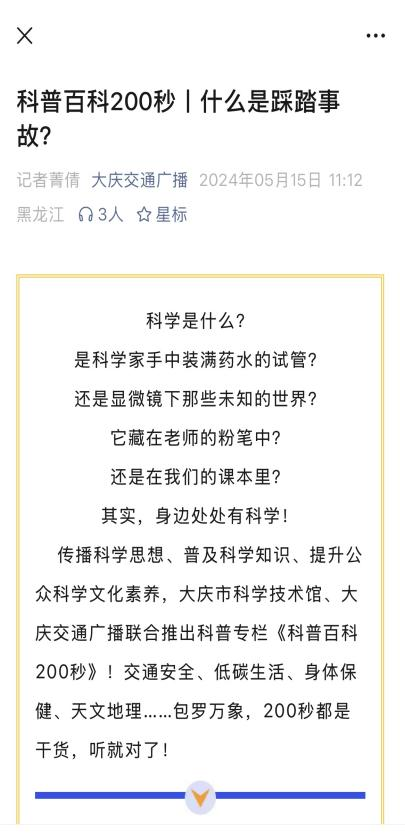 科普百科200秒丨什么是踩踏事
故?
记者菁倩 大庆交通广播 2024年05月15日 11:12
黑龙江 3人 星标
科学是什么?
是科学家手中装满药水的试管?
还是显微镜下那些未知的世界?
它藏在老师的粉笔中?
还是在我们的课本里?
其实，身边处处有科学！
传播科学思想、普及科学知识、提升公
众科学文化素养，大庆市科学技术馆、大
庆交通广播联合推出科普专栏《科普百科
200秒》！交通安全、低碳生活、身体保
健、天文地理……包罗万象，200秒都是
干货，听就对了！